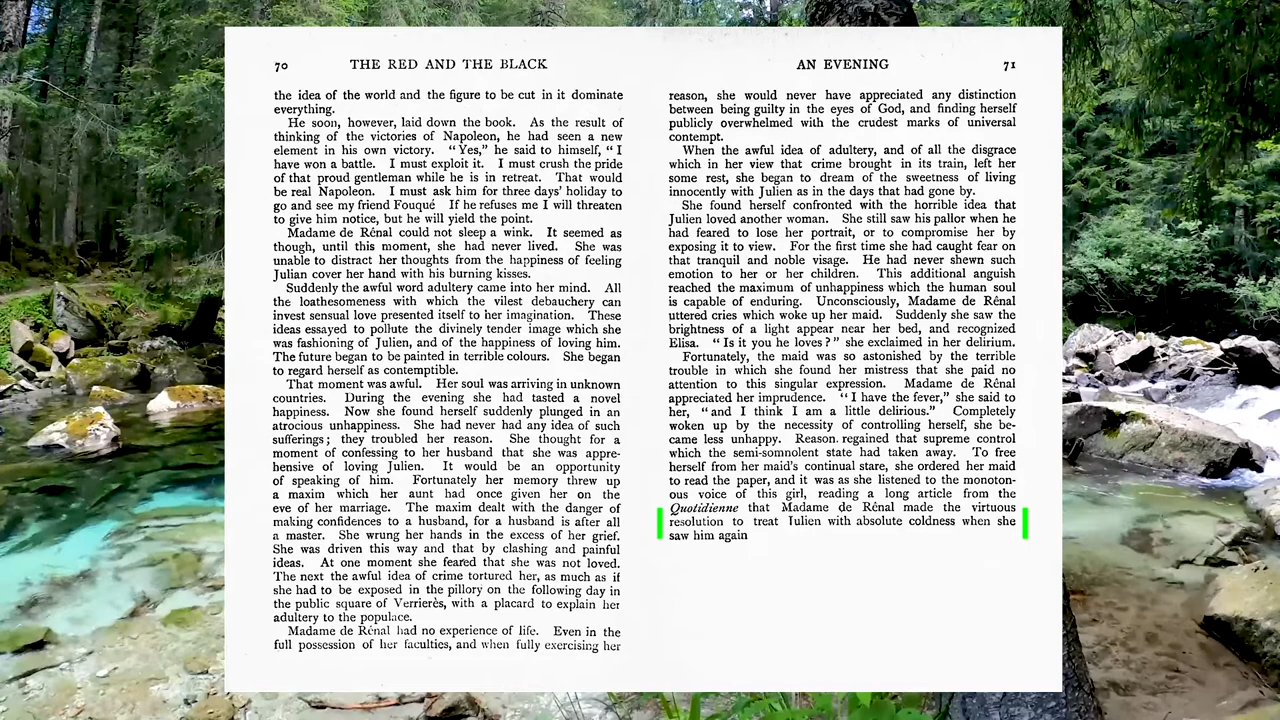 70 THE RED AND THE BLACK
the idea of the world and the figure to be cut in it dominate
everything.
He soon, however, laid down the book. As the result of
thinking of the victories of Napoleon, he had seen a new
element in his own victory. "Yes," he said to himself, "I
have won a battle. I must exploit it. I must crush the pride
of that proud gentleman while he is in retreat. That would
be real Napoleon. I must ask him for three days' holiday to
go and see my friend Fouqué If he refuses me I will threaten
to give him notice, but he will yield the point.
Madame de Rênal could not sleep a wink. It seemed as
though, until this moment, she had never lived. She was
unable to distract her thoughts from the happiness of feeling
Julian cover her hand with his burning kisses.
Suddenly the awful word adultery came into her mind. All
the loathesomeness with which the vilest debauchery can
invest sensual love presented itself to her imagination. These
ideas essayed to pollute the divinely tender image which she
was fashioning of Julien, and of the happiness of loving him.
The future began to be painted in terrible colours. She began
to regard herself as contemptible.
That moment was awful. Her soul was arriving in unknown
countries. During the evening she had tasted a novel
happiness. Now she found herself suddenly plunged in an
atrocious unhappiness. She had never had any idea of such
sufferings; they troubled her reason. She thought for a
moment of confessing to her husband that she was appre-
hensive of loving Julien. It would be an opportunity
of speaking of him. Fortunately her memory threw up
a maxim which her aunt had once given her on the
eve of her marriage. The maxim dealt with the danger of
making confidences to a husband, for a husband is after all
a master. She wrung her hands in the excess of her grief.
She was driven this way and that by clashing and painful
ideas. At one moment she feared that she was not loved.
The next the awful idea of crime tortured her, as much as if
she had to be exposed in the pillory on the following day in
the public square of Verrierès, with a placard to explain her
adultery to the populace.
Madame de Rênal had no experience of life. Even in the
full possession of her faculties, and when fully exercising her
AN EVENING 71
reason, she would never have appreciated any distinction
between being guilty in the eyes of God, and finding herself
publicly overwhelmed with the crudest marks of universal
contempt.
When the awful idea of adultery, and of all the disgrace
which in her view that crime brought in its train, left her
some rest, she began to dream of the sweetness of living
innocently with Julien as in the days that had gone by.
She found herself confronted with the horrible idea that
Julien loved another woman. She still saw his pallor when he
had feared to lose her portrait, or to compromise her by
exposing it to view. For the first time she had caught fear on
that tranquil and noble visage. He had never shewn such
emotion to her or her children. This additional anguish
reached the maximum of unhappiness which the human soul
is capable of enduring. Unconsciously, Madame de Rênal
uttered cries which woke up her maid. Suddenly she saw the
brightness of a light appear near her bed, and recognized
Elisa. "Is it you he loves?" she exclaimed in her delirium.
Fortunately, the maid was so astonished by the terrible
trouble in which she found her mistress that she paid no
attention to this singular expression. Madame de Rênal
appreciated her imprudence. "I have the fever," she said to
her, "and I think I am a little delirious." Completely
woken up by the necessity of controlling herself, she be-
came less unhappy. Reason. regained that supreme control
which the semi-somnolent state had taken away. To free
herself from her maid's continual stare, she ordered her maid
to read the paper, and it was as she listened to the monoton-
ous voice of this girl, reading a long article from the
Quotidienne that Madame de Rênal made the virtuous
resolution to treat Julien with absolute coldness when she
saw him again